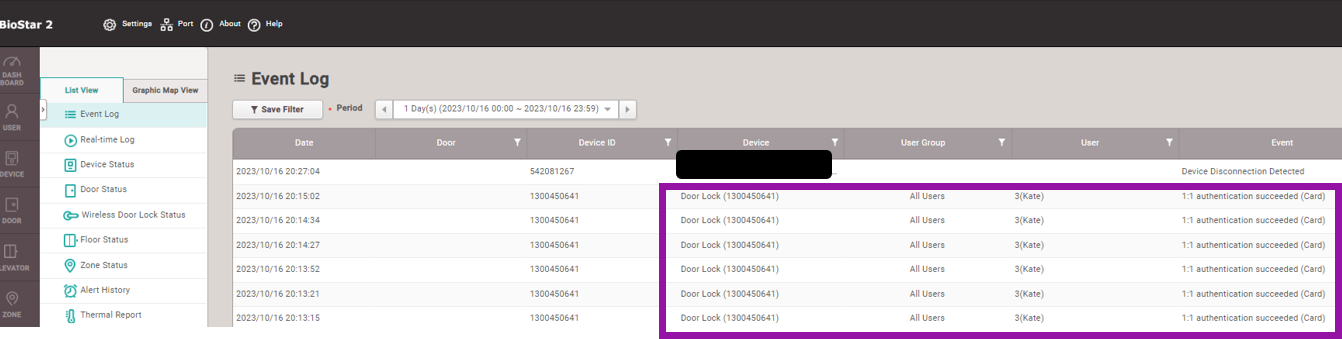 BioStar 2 Settings Port About Help
DASH BOARD
USER
DEVICE
DOOR
ELEVATOR
ZONE
List View Graphic Map View
Event Log
Real-time Log
Device Status
Door Status
Wireless Door Lock Status
Floor Status
Zone Status
Alert History
Thermal Report
Event Log
Save Filter • Period 1 Day(s) (2023/10/16 00:00 ~ 2023/10/16 23:59)
Date Door Device ID Device User Group User Event
2023/10/16 20:27:04 542081267 ... Device Disconnection Detected
2023/10/16 20:15:02 1300450641 Door Lock (1300450641) All Users 3(Kate) 1:1 authentication succeeded (Card)
2023/10/16 20:14:34 1300450641 Door Lock (1300450641) All Users 3(Kate) 1:1 authentication succeeded (Card)
2023/10/16 20:14:27 1300450641 Door Lock (1300450641) All Users 3(Kate) 1:1 authentication succeeded (Card)
2023/10/16 20:13:52 1300450641 Door Lock (1300450641) All Users 3(Kate) 1:1 authentication succeeded (Card)
2023/10/16 20:13:21 1300450641 Door Lock (1300450641) All Users 3(Kate) 1:1 authentication succeeded (Card)
2023/10/16 20:13:15 1300450641 Door Lock (1300450641) All Users 3(Kate) 1:1 authentication succeeded (Card)